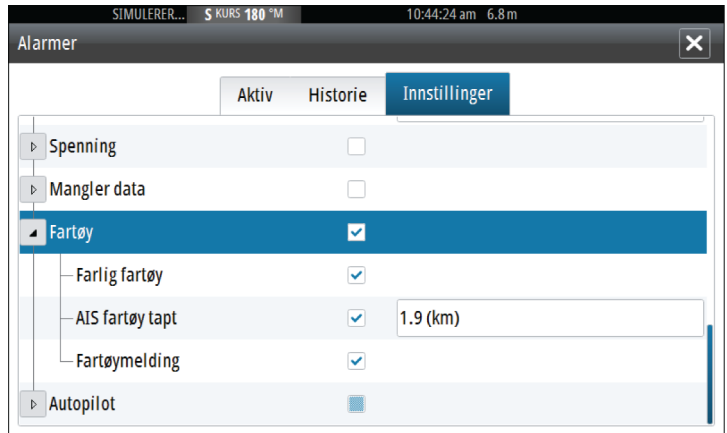 SIMULERER... S KURS 180 °M 10:44:24 am 6.8 m
Alarmer
Aktiv Historie Innstillinger
Spenning
Mangler data
Fartøy
Farlig fartøy
AIS fartøy tapt 1.9 (km)
Fartøymelding
Autopilot